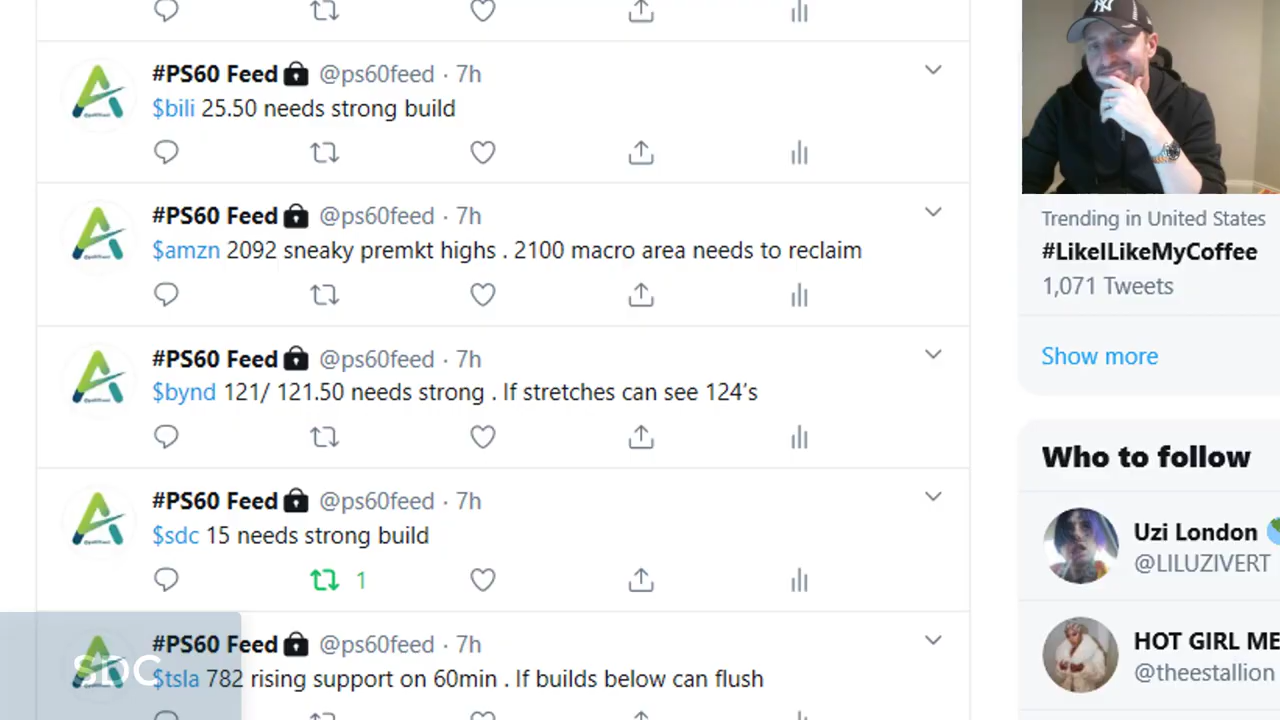 #PS60 Feed @ps60feed · 7h
$bili 25.50 needs strong build
#PS60 Feed @ps60feed · 7h
$amzn 2092 sneaky premkt highs . 2100 macro area needs to reclaim
#PS60 Feed @ps60feed · 7h
$bynd 121/ 121.50 needs strong . If stretches can see 124’s
#PS60 Feed @ps60feed · 7h
$sdc 15 needs strong build
1
#PS60 Feed @ps60feed · 7h
$tsla 782 rising support on 60min . If builds below can flush
SDC
NY
Trending in United States
#LikeILikeMyCoffee
1,071 Tweets
Show more
Who to follow
Uzi London
@LILUZIVERT
HOT GIRL ME
@theestallion